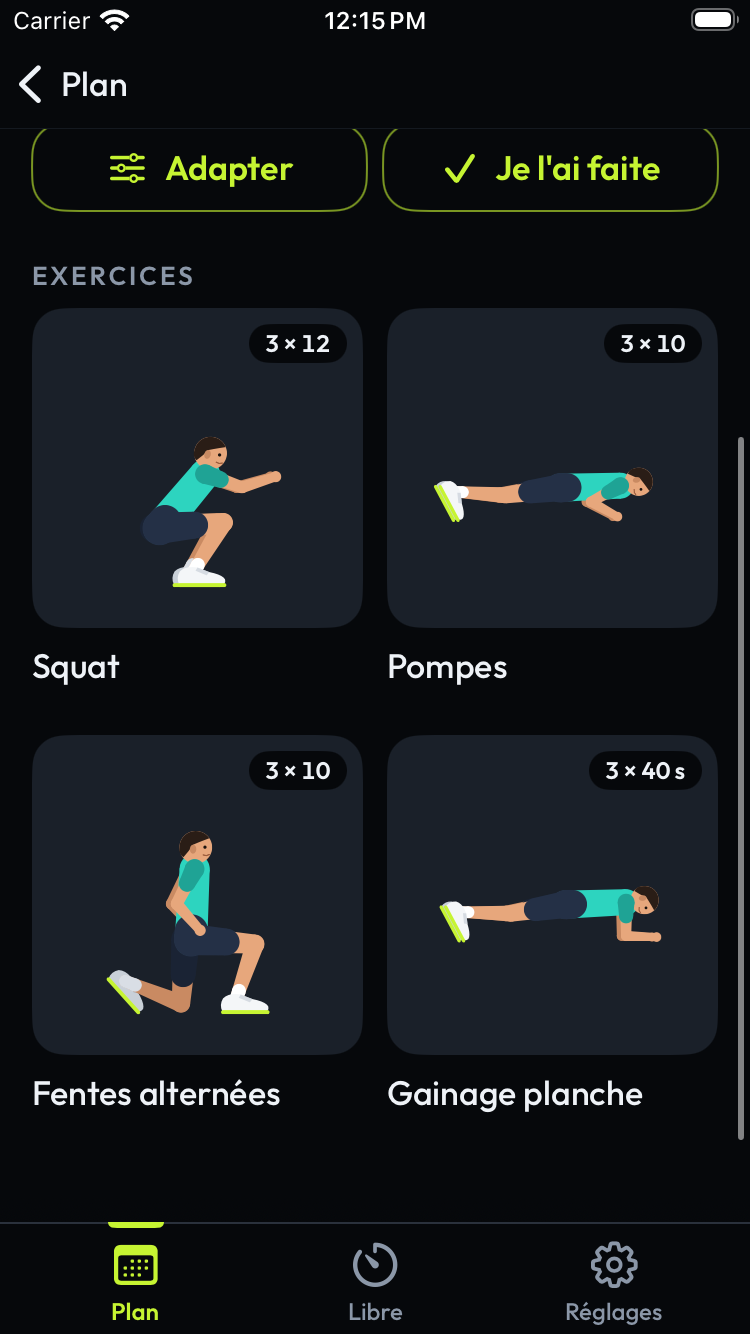 Carrier 12:15 PM
Plan
Adapter Je l'ai faite
EXERCICES
3 × 12 3 × 10
Squat Pompes
3 × 10 3 × 40 s
Fentes alternées Gainage planche
Plan Libre Réglages